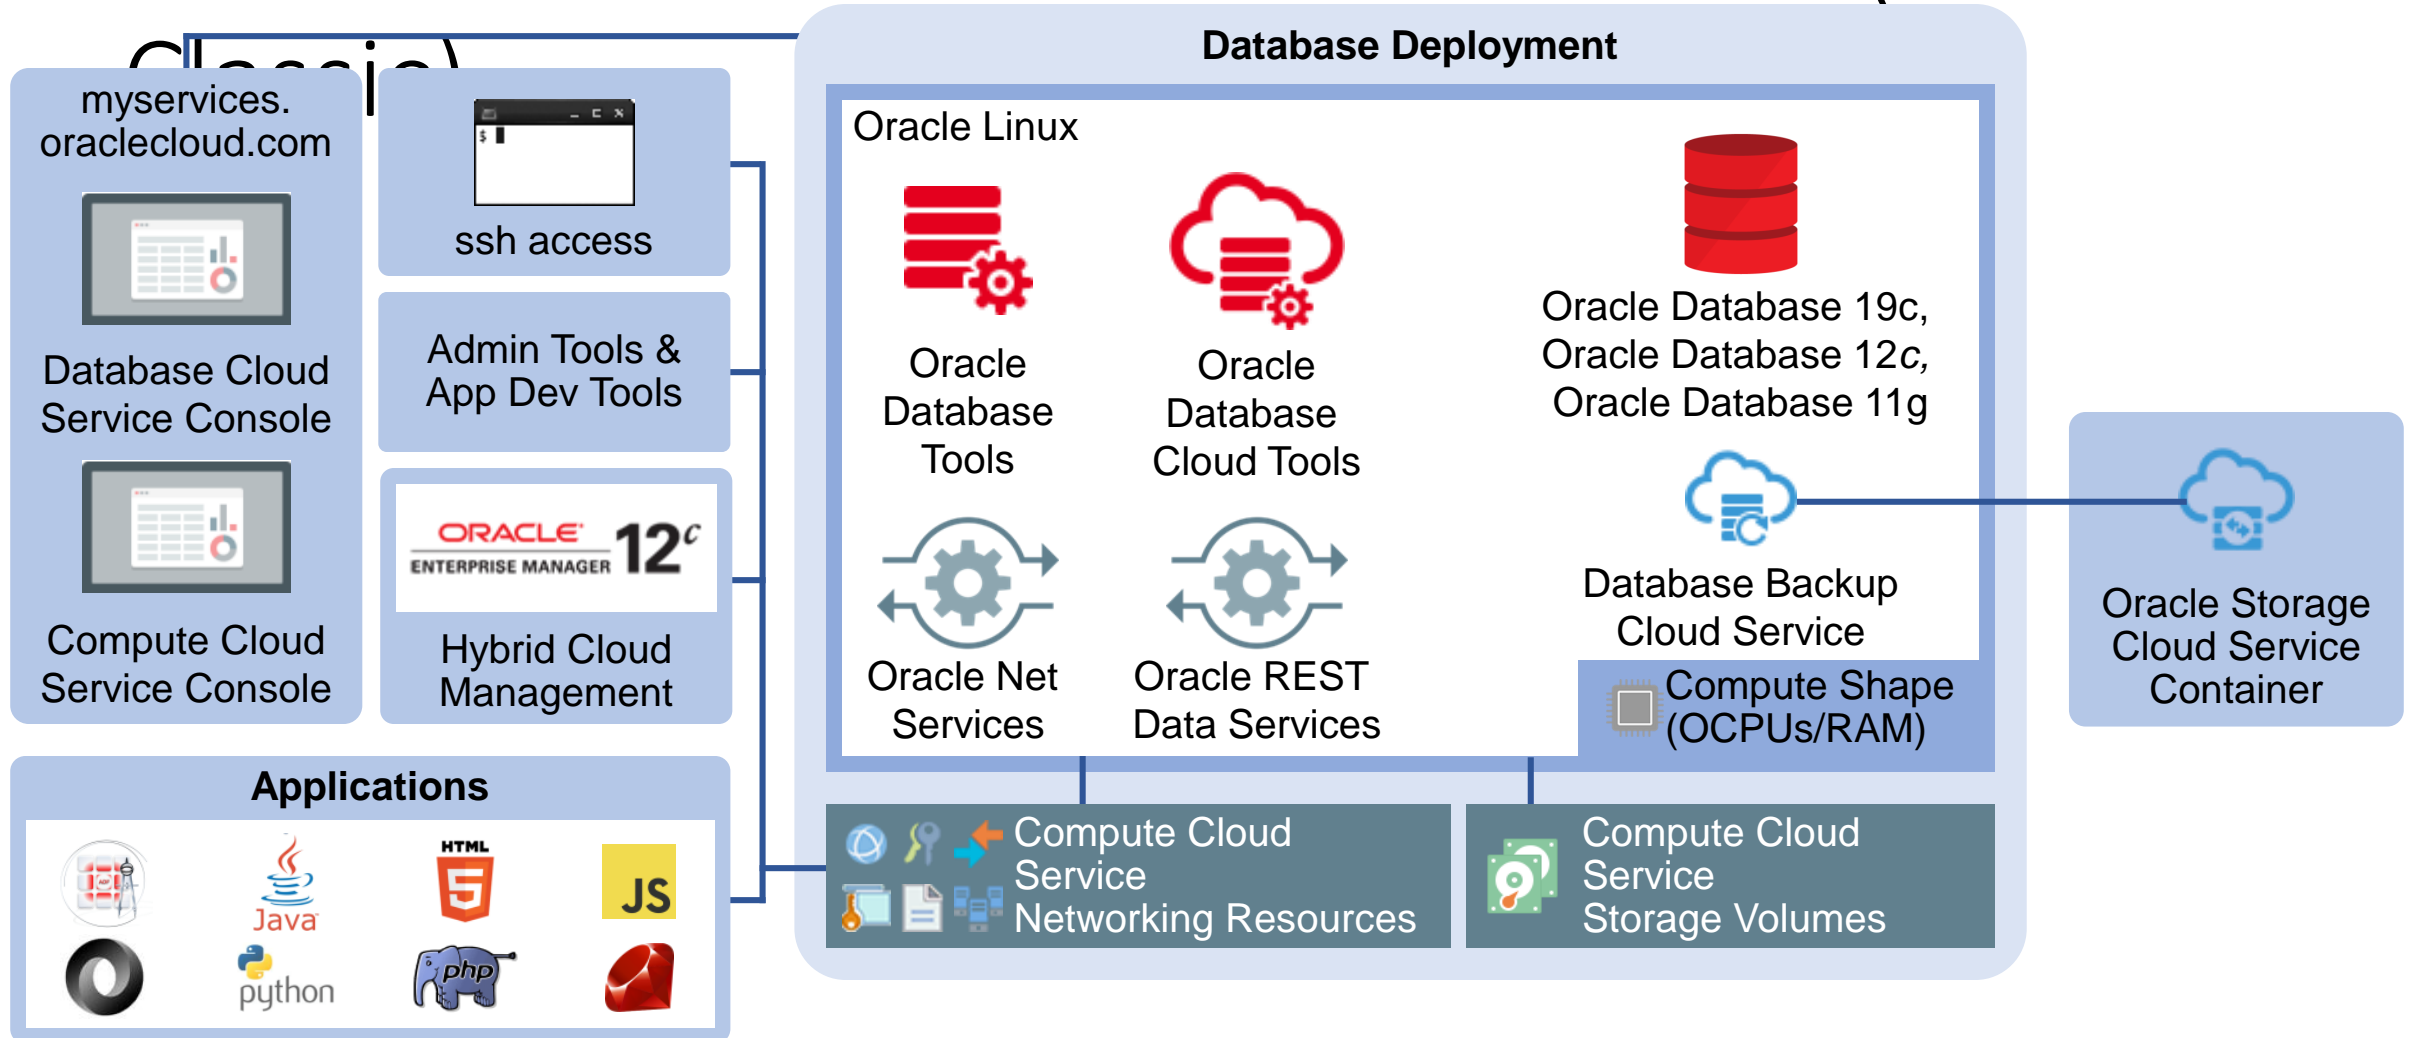 Classic)
Database Deployment
myservices.
oraclecloud.com
Database Cloud
Service Console
Compute Cloud
Service Console
$
ssh access
Admin Tools &
App Dev Tools
ORACLE
ENTERPRISE MANAGER 12c
Hybrid Cloud
Management
Applications
ADF
Java
HTML
5
JS
python
php
Oracle Linux
Oracle
Database
Tools
Oracle
Database
Cloud Tools
Oracle Database 19c,
Oracle Database 12c,
Oracle Database 11g
Oracle Net
Services
Oracle REST
Data Services
Database Backup
Cloud Service
Compute Shape
(OCPUs/RAM)
Compute Cloud
Service
Networking Resources
Compute Cloud
Service
Storage Volumes
Oracle Storage
Cloud Service
Container